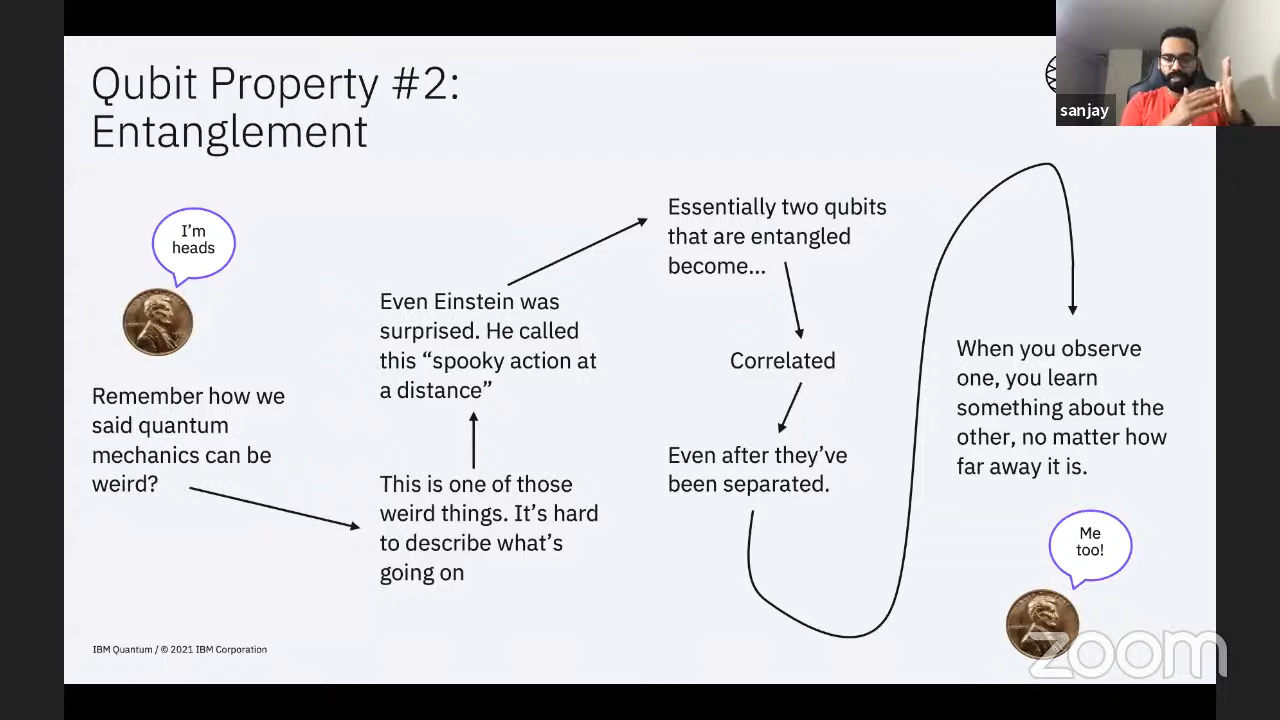 Qubit Property #2:
Entanglement
sanjay
I'm
heads
Remember how we
said quantum
mechanics can be
weird?
This is one of those
weird things. It's hard
to describe what's
going on
Even Einstein was
surprised. He called
this “spooky action at
a distance”
Essentially two qubits
that are entangled
become...
Correlated
Even after they've
been separated.
When you observe
one, you learn
something about the
other, no matter how
far away it is.
Me
too!
IBM Quantum / © 2021 IBM Corporation
zoom